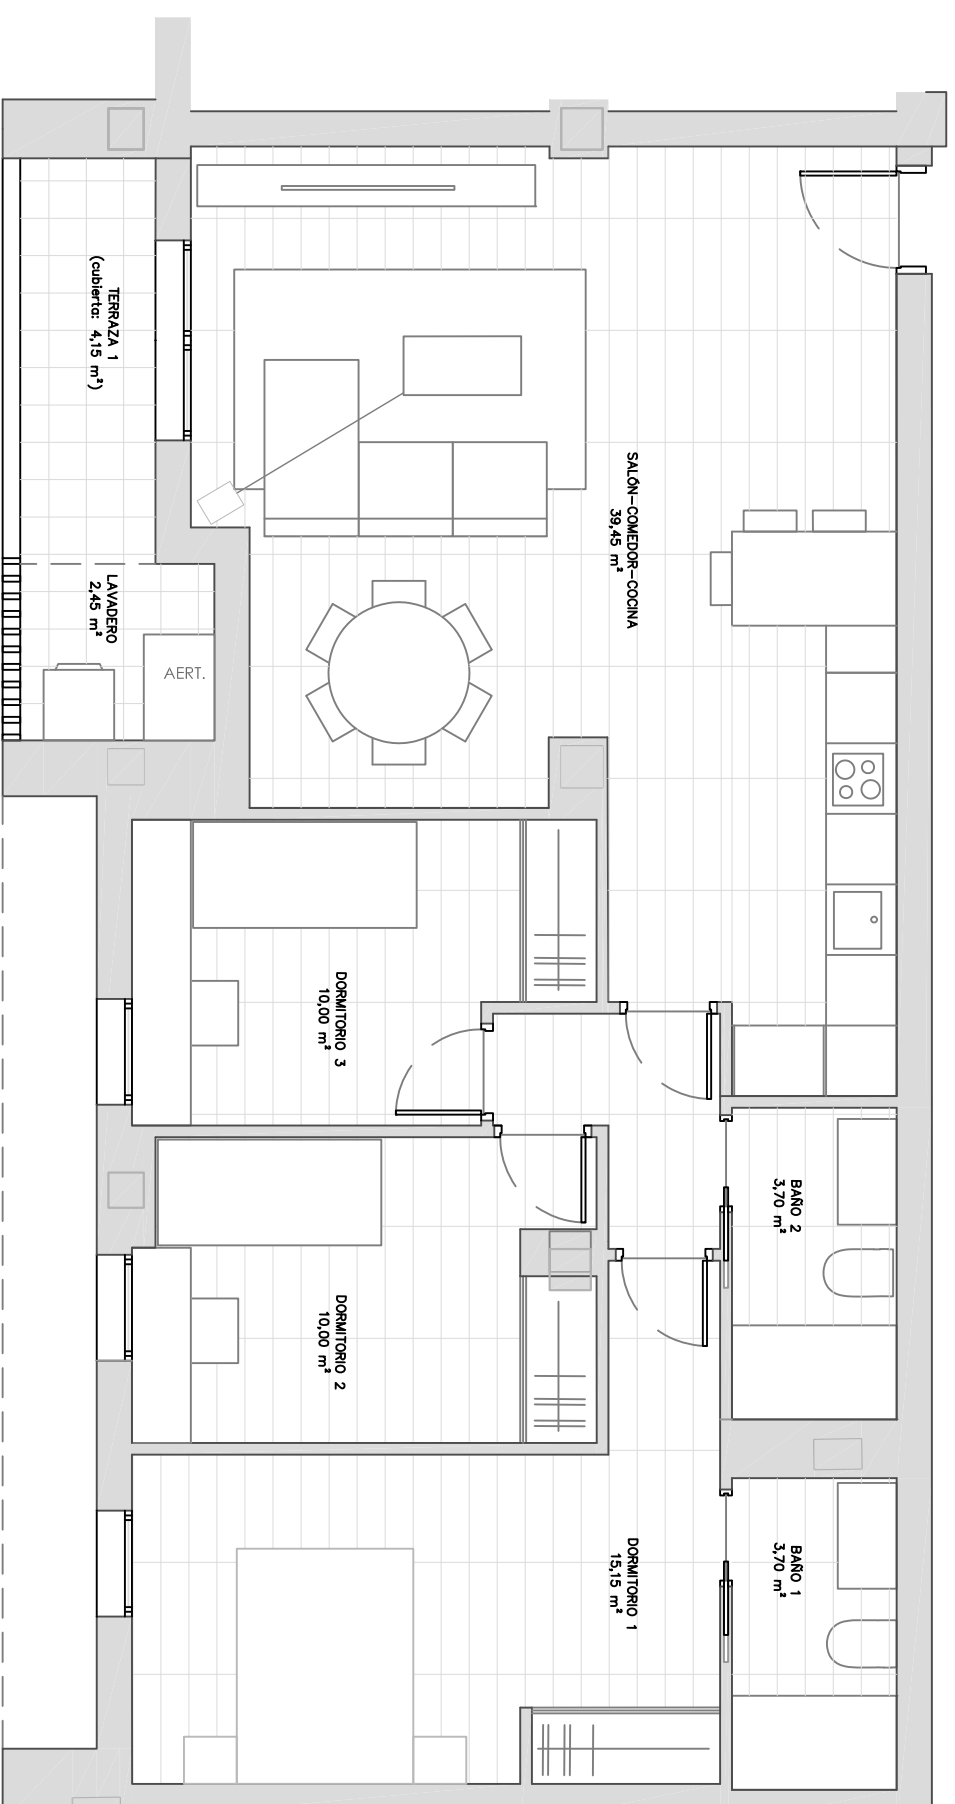 TERRAZA 1
(cubierta: 4,15 m²)
SALÓN-COMEDOR-COCINA
39,45 m²
LAVADERO
2,45 m²
AERT.
DORMITORIO 3
10,00 m²
BAÑO 2
3,70 m²
DORMITORIO 2
10,00 m²
DORMITORIO 1
15,15 m²
BAÑO 1
3,70 m²